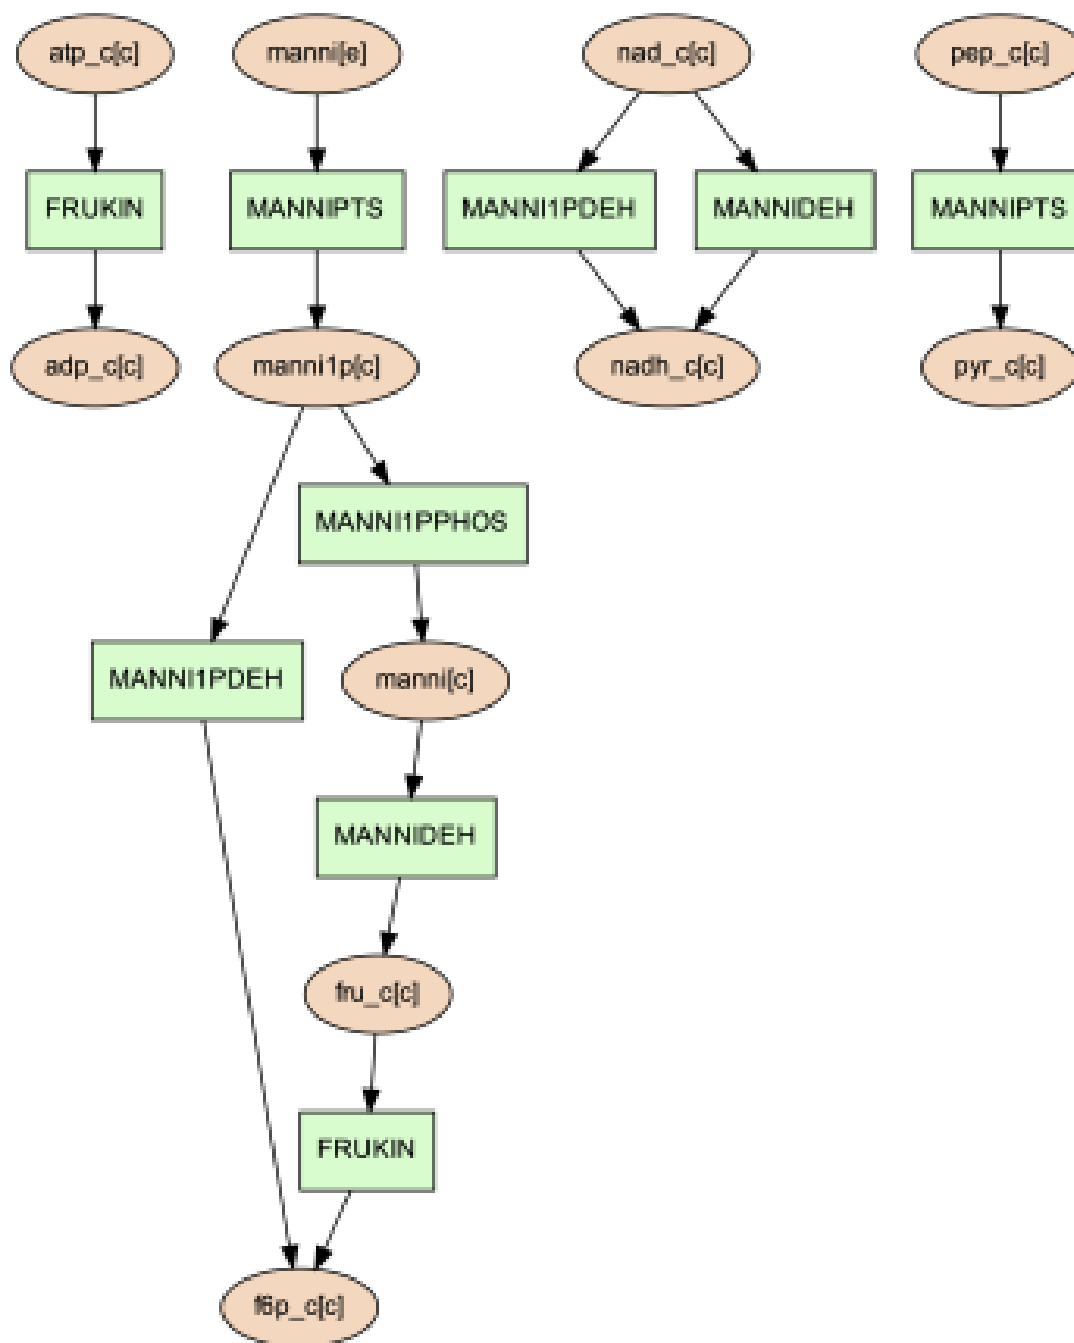 atp_c[c]
manni[e]
nad_c[c]
pep_c[c]
FRUKIN
MANNIPTS
MANNI1PDEH
MANNIDEH
MANNIPTS
adp_c[c]
manni1p[c]
nadh_c[c]
pyr_c[c]
MANNI1PPHOS
MANNI1PDEH
manni[c]
MANNIDEH
fru_c[c]
FRUKIN
f6p_c[c]